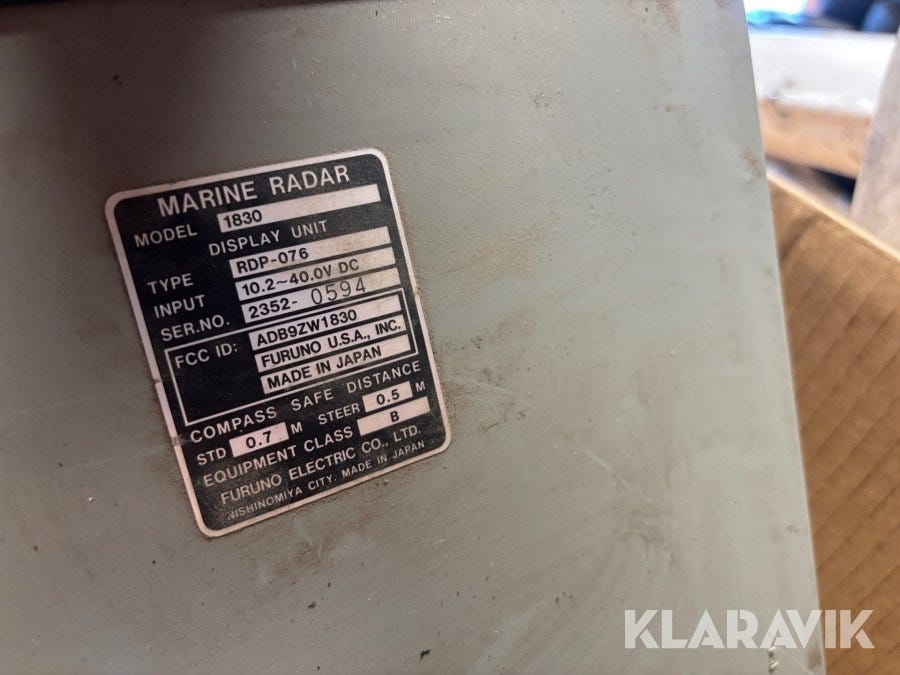 MARINE RADAR
MODEL 1830
DISPLAY UNIT
TYPE RDP-076
INPUT 10.2~40.0V DC
SER.NO. 2352-0594
FCC ID: ADB9ZW1830
FURUNO U.S.A., INC.
MADE IN JAPAN
COMPASS SAFE DISTANCE
STD 0.7 M STEER 0.5 M
EQUIPMENT CLASS B
FURUNO ELECTRIC CO., LTD.
NISHINOMIYA CITY. MADE IN JAPAN
KLARAVIK